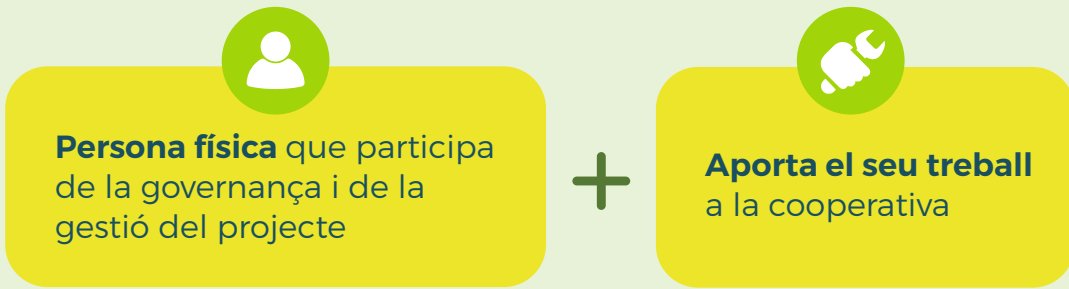 Persona física que participa
de la governança i de la
gestió del projecte
+
Aporta el seu treball
a la cooperativa